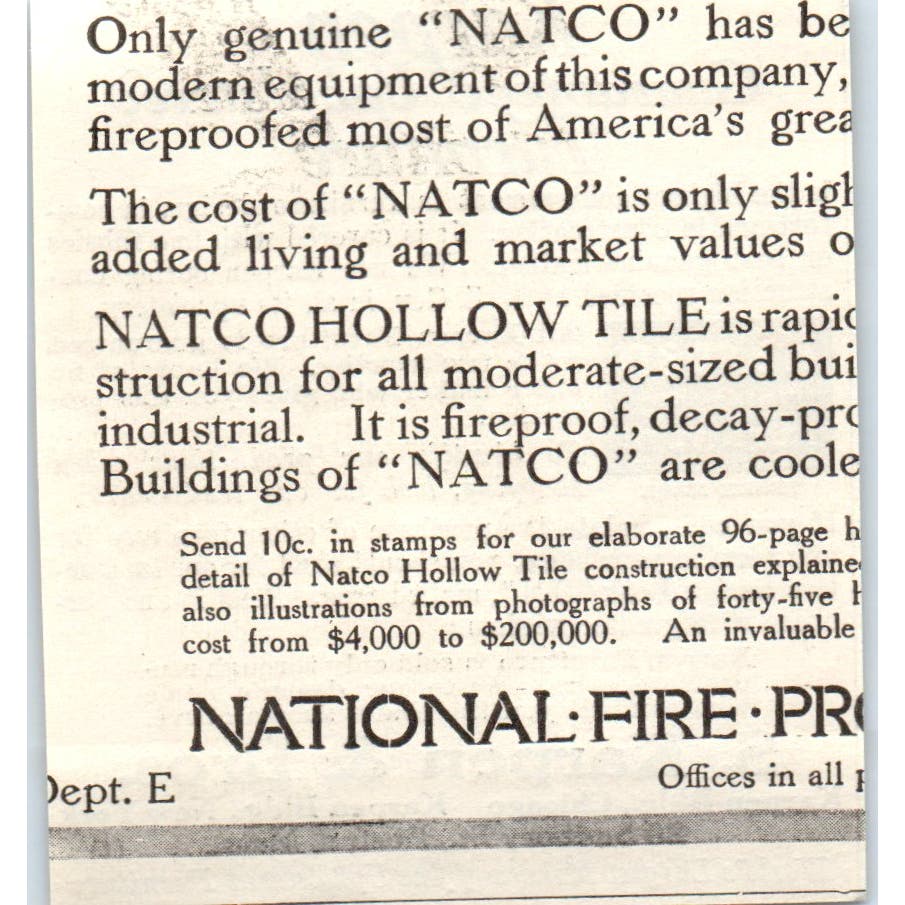 Only genuine “NATCO” has be
modern equipment of this company,
fireproofed most of America’s grea
The cost of “NATCO” is only sligh
added living and market values o
NATCO HOLLOW TILE is rapid
struction for all moderate-sized bui
industrial. It is fireproof, decay-pro
Buildings of “NATCO” are coole
Send 10c. in stamps for our elaborate 96-page h
detail of Natco Hollow Tile construction explaine
also illustrations from photographs of forty-five h
cost from $4,000 to $200,000. An invaluable
NATIONAL·FIRE·PRO
Dept. E Offices in all p